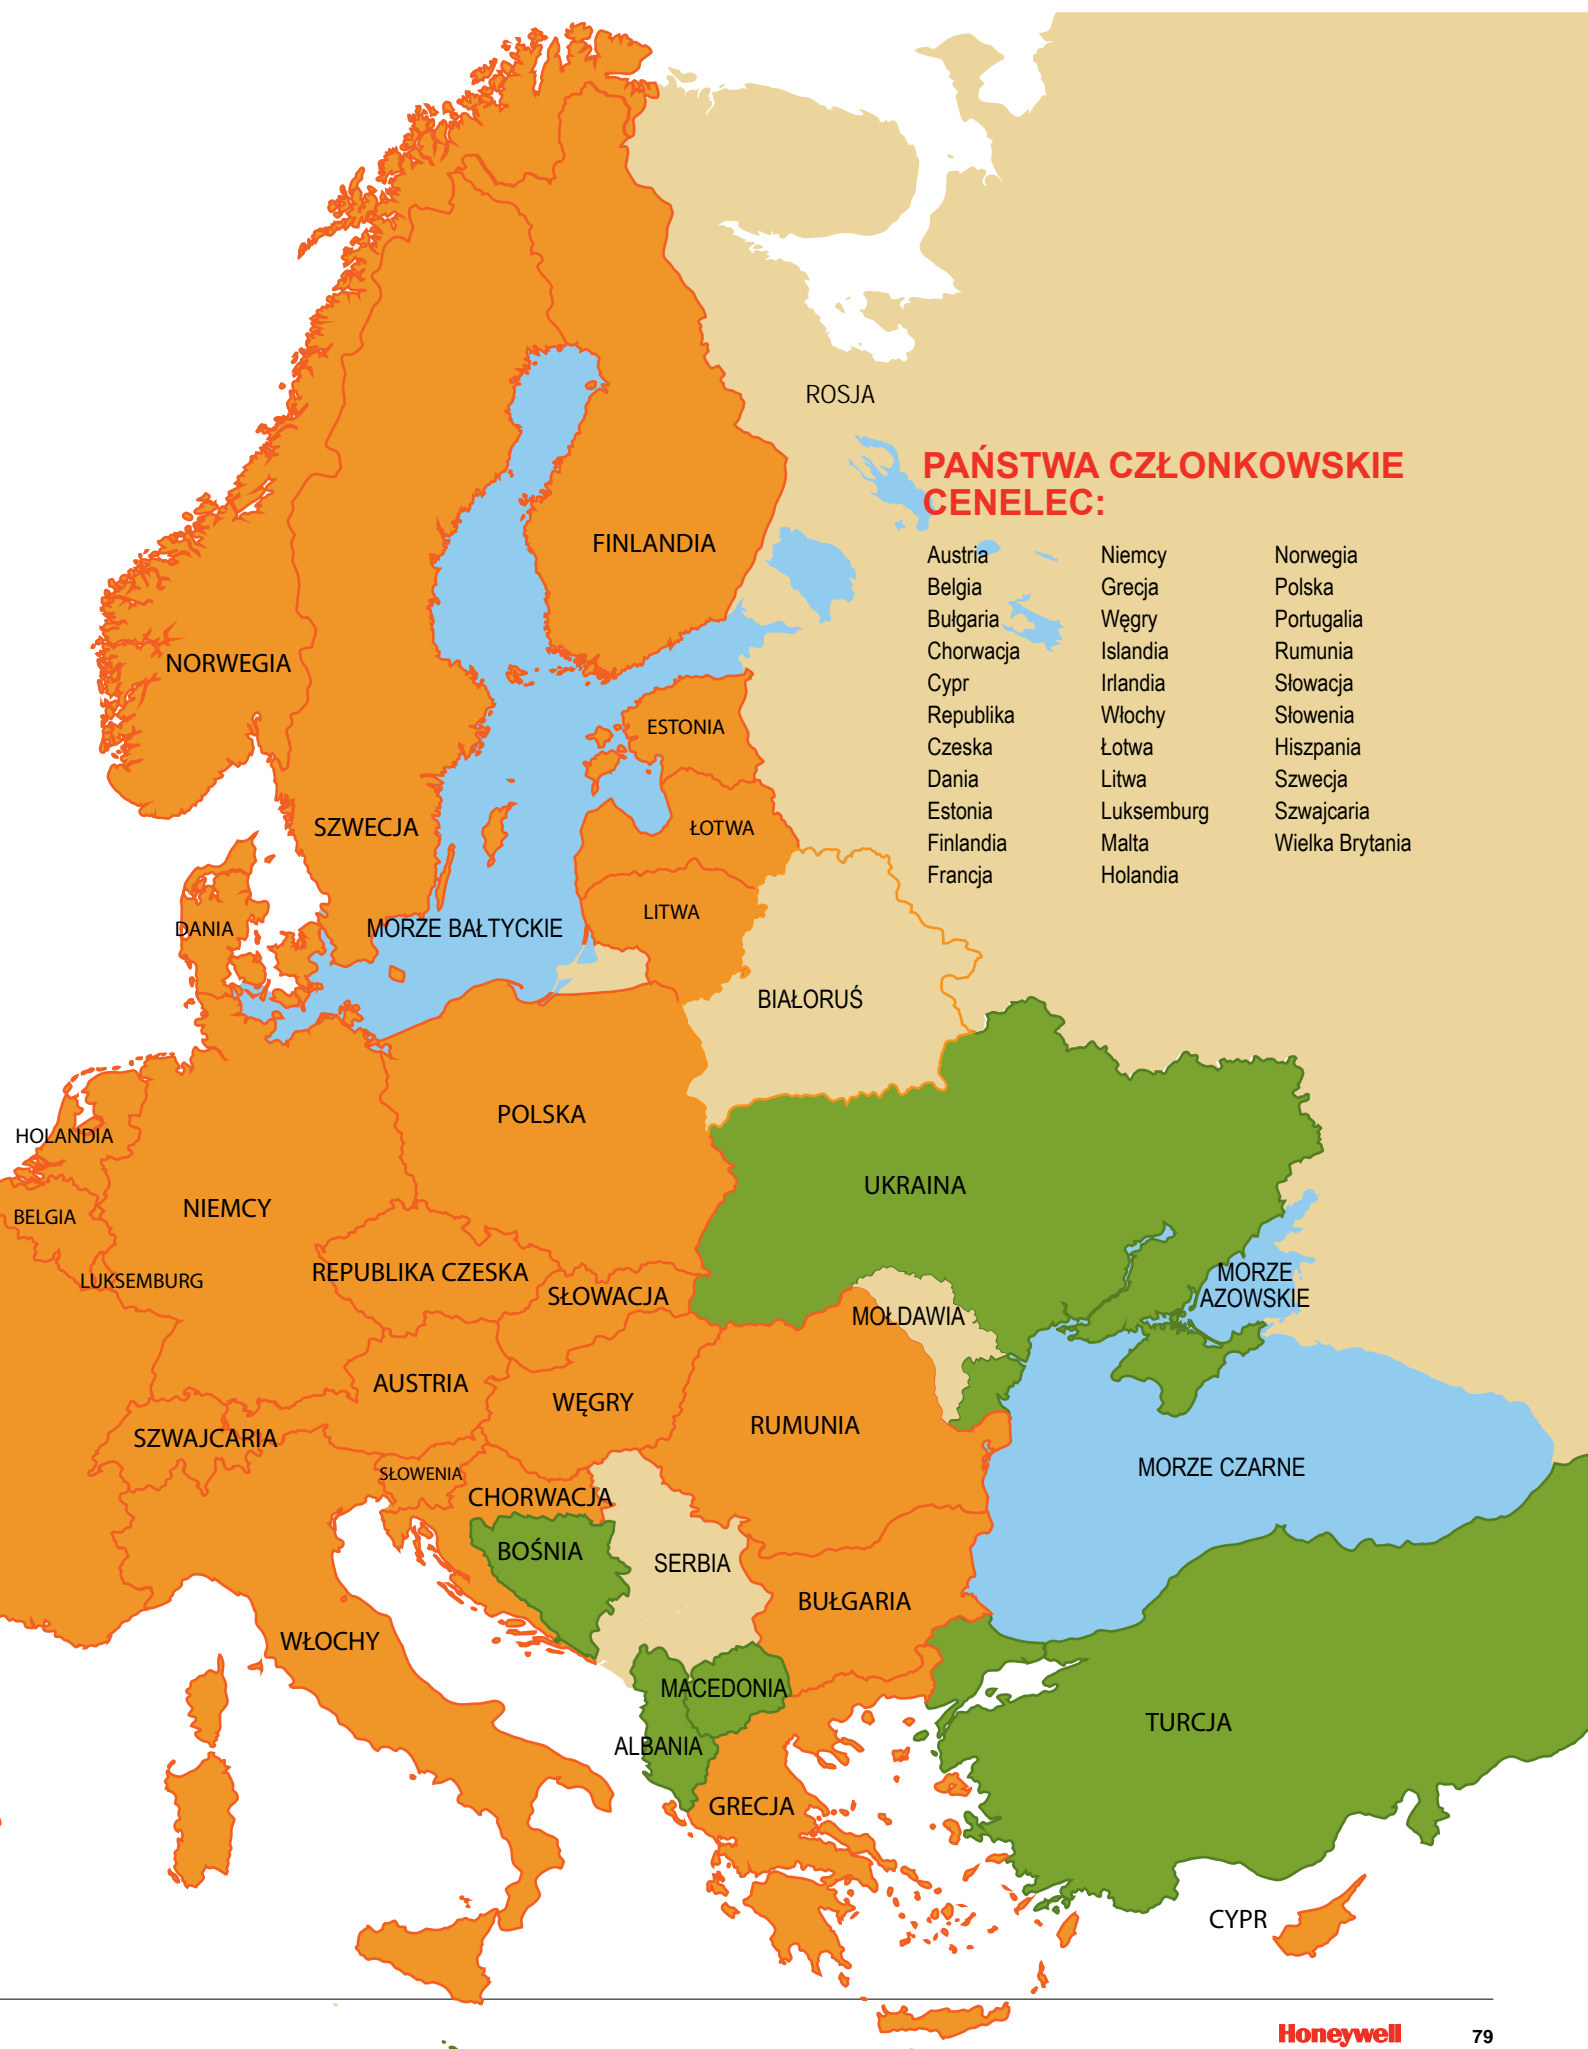 ROSJA
PAŃSTWA CZŁONKOWSKIE
CENELEC:
Austria
Belgia
Bułgaria
Chorwacja
Cypr
Republika
Czeska
Dania
Estonia
Finlandia
Francja
Niemcy
Grecja
Węgry
Islandia
Irlandia
Włochy
Łotwa
Litwa
Luksemburg
Malta
Holandia
Norwegia
Polska
Portugalia
Rumunia
Słowacja
Słowenia
Hiszpania
Szwecja
Szwajcaria
Wielka Brytania
FINLANDIA
NORWEGIA
ESTONIA
SZWECJA
ŁOTWA
LITWA
DANIA
MORZE BAŁTYCKIE
BIAŁORUŚ
POLSKA
HOLANDIA
UKRAINA
NIEMCY
BELGIA
LUKSEMBURG
REPUBLIKA CZESKA
SŁOWACJA
MORZE
AZOWSKIE
MOŁDAWIA
AUSTRIA
WĘGRY
RUMUNIA
SZWAJCARIA
MORZE CZARNE
SŁOWENIA
CHORWACJA
BOŚNIA
SERBIA
BUŁGARIA
WŁOCHY
MACEDONIA
TURCJA
ALBANIA
GRECJA
CYPR
Honeywell
79